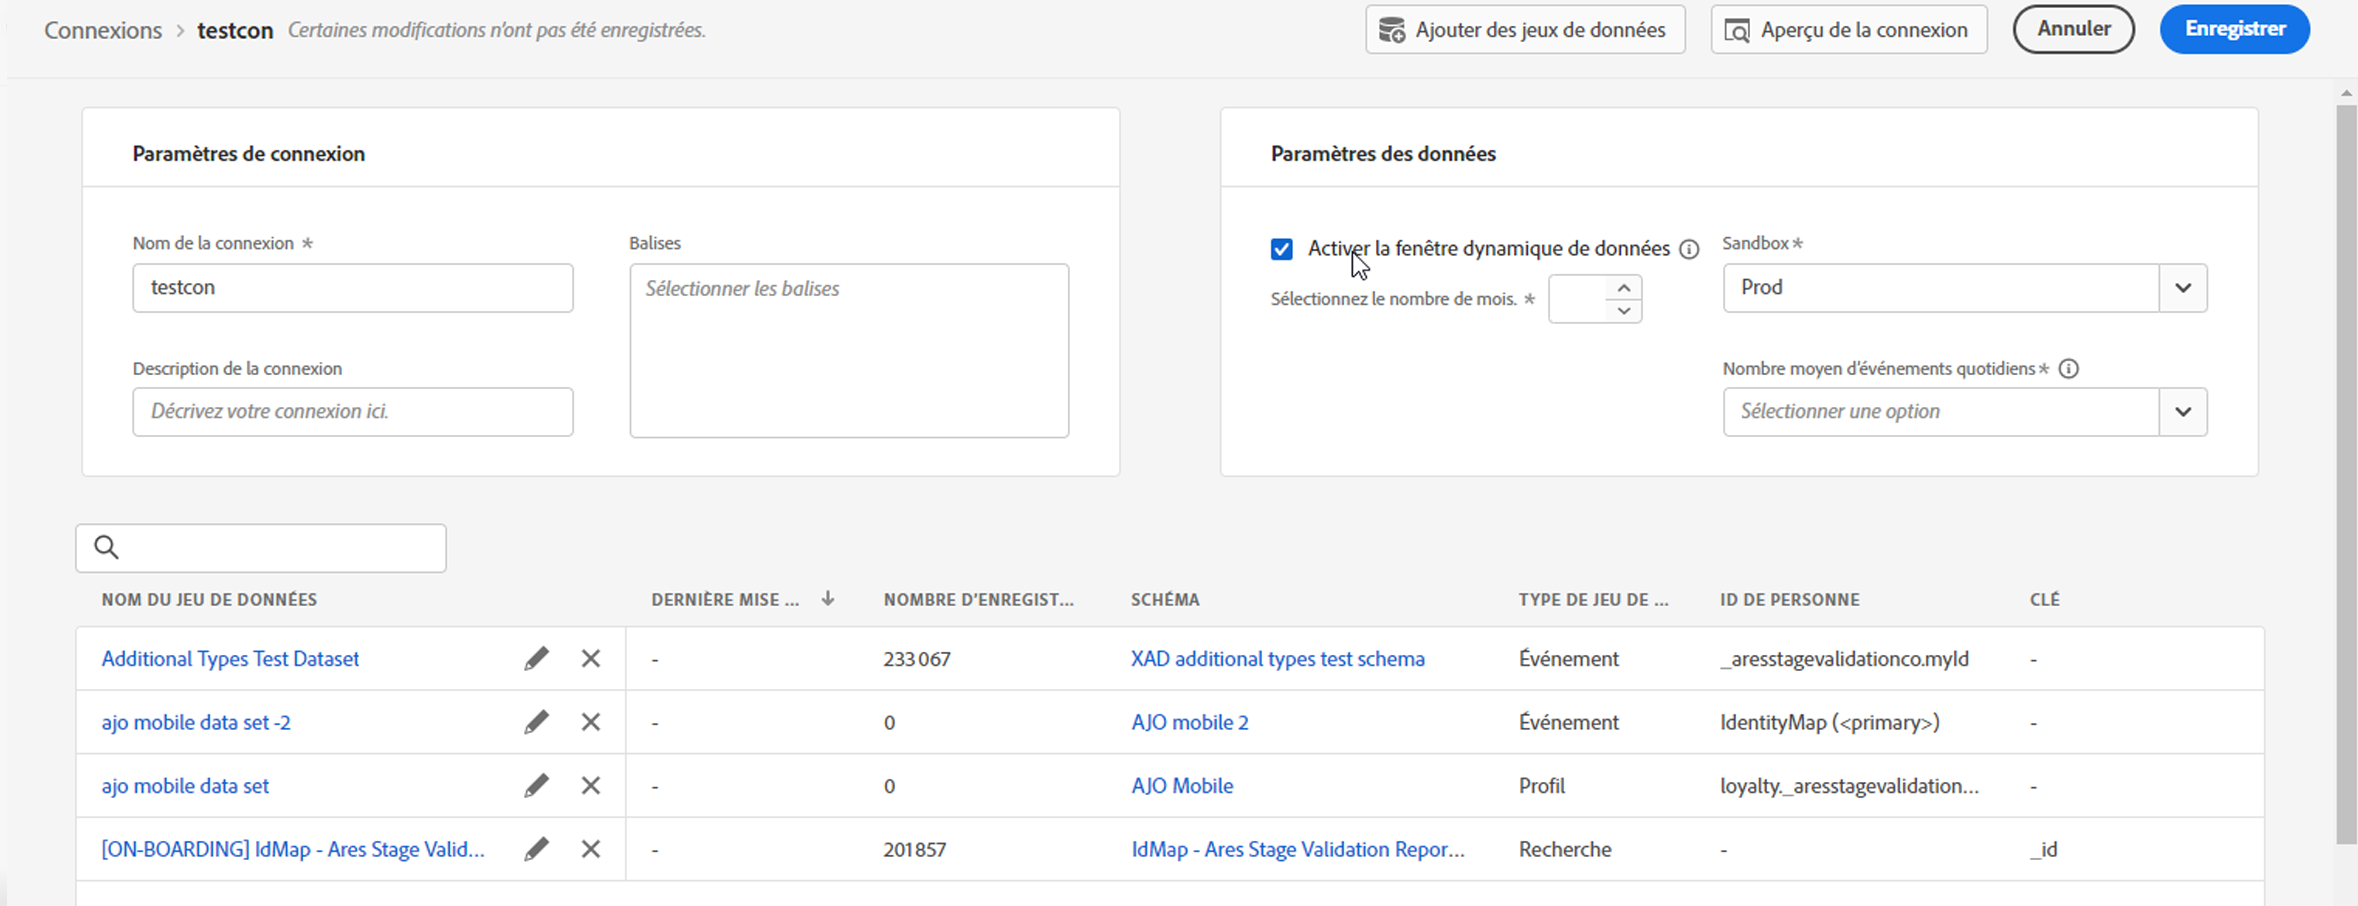 Connexions > testcon Certaines modifications n'ont pas été enregistrées. Ajouter des jeux de données Aperçu de la connexion Annuler Enregistrer
Paramètres de connexion
Nom de la connexion *
testcon
Balises
Sélectionner les balises
Description de la connexion
Décrivez votre connexion ici.
Paramètres des données
Activer la fenêtre dynamique de données
Sélectionnez le nombre de mois. *
Sandbox *
Prod
Nombre moyen d'événements quotidiens *
Sélectionner une option
NOM DU JEU DE DONNÉES DERNIÈRE MISE ... NOMBRE D'ENREGIST... SCHÉMA TYPE DE JEU DE ... ID DE PERSONNE CLÉ
Additional Types Test Dataset - 233 067 XAD additional types test schema Événement _aresstagevalidationco.myId -
ajo mobile data set -2 - 0 AJO mobile 2 Événement IdentityMap (<primary>) -
ajo mobile data set - 0 AJO Mobile Profil loyalty._aresstagevalidation... -
[ON-BOARDING] IdMap - Ares Stage Valid... - 201 857 IdMap - Ares Stage Validation Repor... Recherche - _id